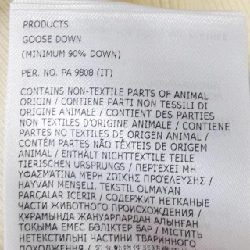 PRODUCTS
GOOSE DOWN
(MINIMUM 90% DOWN)
PER. NO. PA 9808 (IT)
CONTAINS NON-TEXTILE PARTS OF ANIMAL
ORIGIN / CONTIENE PARTI NON TESSILI DI
ORIGINE ANIMALE / CONTIENT DES PARTIES
NON TEXTILES D'ORIGINE ANIMALE / CONTIENE
PARTES NO TEXTILES DE ORIGEN ANIMAL /
CONTÉM PARTES NÃO TÊXTEIS DE ORIGEM
ANIMAL / ENTHÄLT NICHTTEXTILE TEILE
TIERISCHEN URSPRUNGS / ΠΕΡΙΕΧΕΙ ΜΗ
ΥΦΑΣΜΑΤΙΝΑ ΜΕΡΗ ΖΩΙΚΗΣ ΠΡΟΕΛΕΥΣΗΣ /
HAYVAN MENŞELİ, TEKSTİL OLMAYAN
PARÇALAR İÇERİR / СОДЕРЖИТ НЕТКАНЫЕ
ЧАСТИ ЖИВОТНОГО ПРОИСХОЖДЕНИЯ /
ҚҰРАМЫНДА ЖАНУАРЛАРДАН АЛЫНҒАН
ТОҚЫМА ЕМЕС БӨЛІКТЕР БАР / МІСТИТЬ
НЕТЕКСТИЛЬНІ ЧАСТИНИ ТВАРИННОГО
ПОХОДЖЕННЯ /